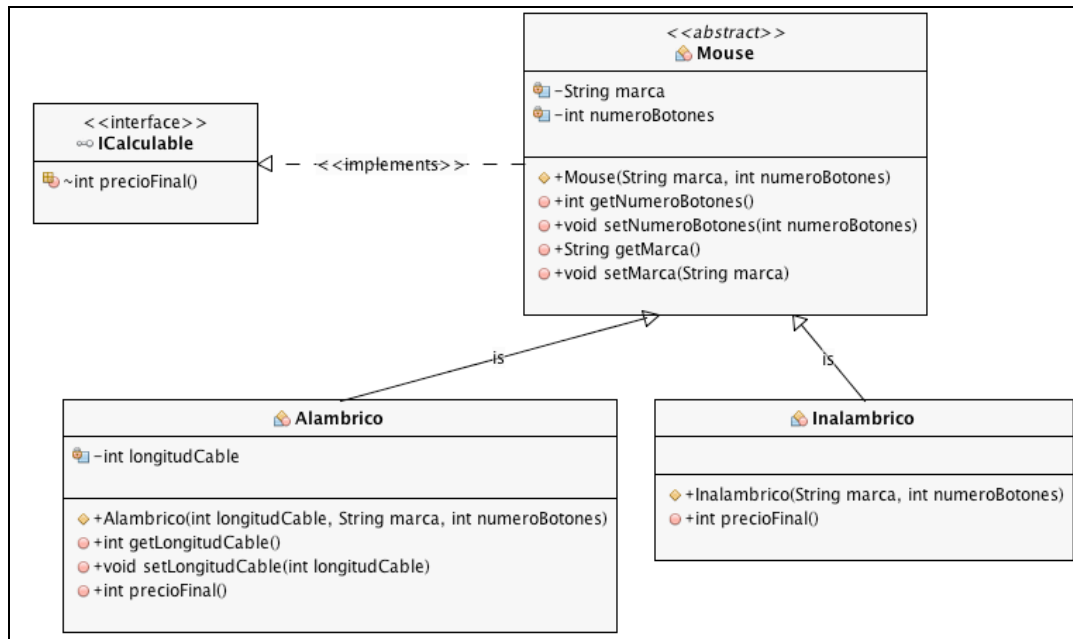 <<abstract>>
Mouse
-String marca
-int numeroBotones
+Mouse(String marca, int numeroBotones)
+int getNumeroBotones()
+void setNumeroBotones(int numeroBotones)
+String getMarca()
+void setMarca(String marca)
<<interface>>
ICalculable
~int precioFinal()
<<implements>>
is
is
Alambrico
-int longitudCable
+Alambrico(int longitudCable, String marca, int numeroBotones)
+int getLongitudCable()
+void setLongitudCable(int longitudCable)
+int precioFinal()
Inalambrico
+Inalambrico(String marca, int numeroBotones)
+int precioFinal()